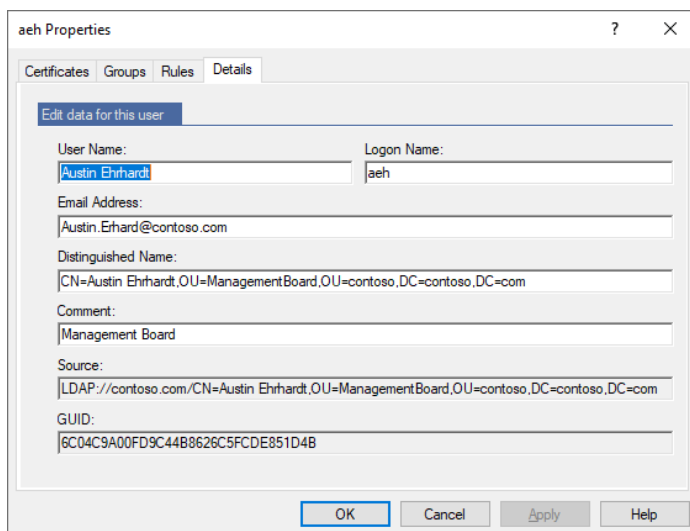 aeh Properties
Certificates Groups Rules Details
Edit data for this user
User Name: Logon Name:
Austin Ehrhardt aeh
Email Address:
Austin.Erhard@contoso.com
Distinguished Name:
CN=Austin Ehrhardt,OU=ManagementBoard,OU=contoso,DC=contoso,DC=com
Comment:
Management Board
Source:
LDAP://contoso.com/CN=Austin Ehrhardt,OU=ManagementBoard,OU=contoso,DC=contoso,DC=com
GUID:
6C04C9A00FD9C44B8626C5FCDE851D4B
OK Cancel Apply Help